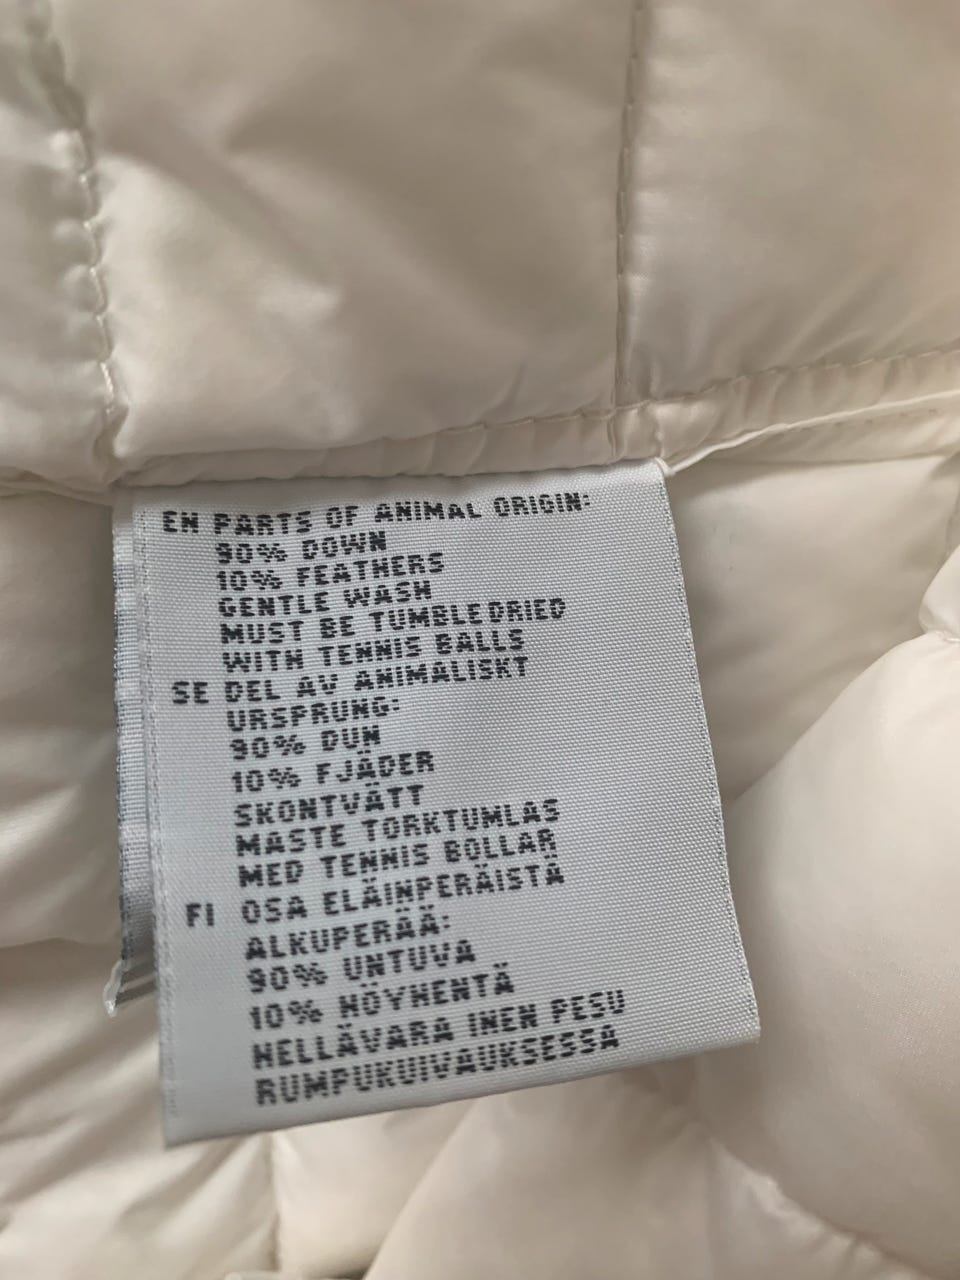 EN PARTS OF ANIMAL ORIGIN:
90% DOWN
10% FEATHERS
GENTLE WASH
MUST BE TUMBLE DRIED
WITH TENNIS BALLS
SE DEL AV ANIMALISKT
URSPRUNG:
90% DUN
10% FJÄDER
SKONTVÄTT
MASTE TORKTUMLAS
MED TENNIS BOLLAR
FI OSA ELÄINPERÄISTÄ
ALKUPERÄÄ:
90% UNTUVA
10% HÖYHENTÄ
HELLÄVARA INEN PESU
RUMPUKUIVAUKSESSA